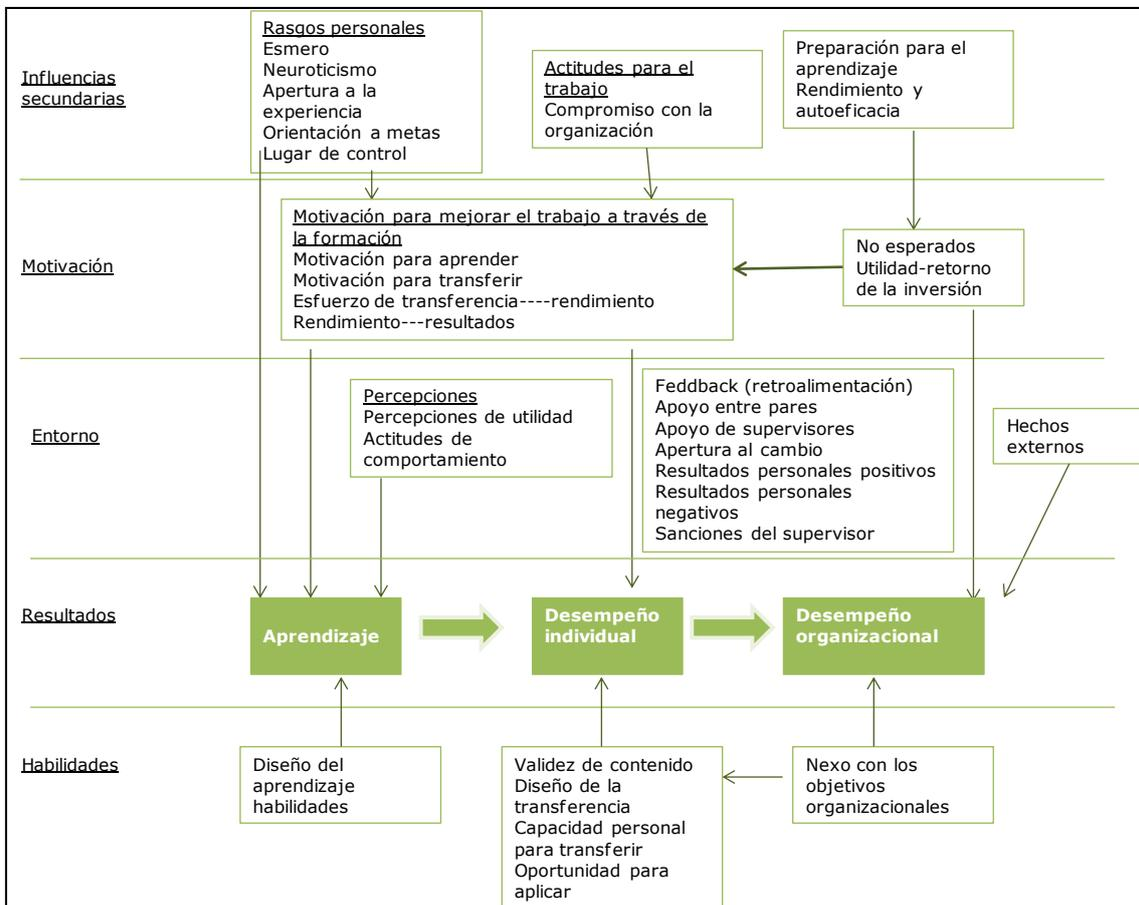 Influencias
secundarias
Rasgos personales
Esmero
Neuroticismo
Apertura a la
experiencia
Orientación a metas
Lugar de control
Actitudes para el
trabajo
Compromiso con la
organización
Preparación para el
aprendizaje
Rendimiento y
autoeficacia
Motivación
Motivación para mejorar el trabajo a través de
la formación
Motivación para aprender
Motivación para transferir
Esfuerzo de transferencia----rendimiento
Rendimiento---resultados
No esperados
Utilidad-retorno
de la inversión
Entorno
Percepciones
Percepciones de utilidad
Actitudes de
comportamiento
Feddback (retroalimentación)
Apoyo entre pares
Apoyo de supervisores
Apertura al cambio
Resultados personales positivos
Resultados personales
negativos
Sanciones del supervisor
Hechos
externos
Resultados
Aprendizaje
Desempeño
individual
Desempeño
organizacional
Habilidades
Diseño del
aprendizaje
habilidades
Validez de contenido
Diseño de la
transferencia
Capacidad personal
para transferir
Oportunidad para
aplicar
Nexo con los
objetivos
organizacionales